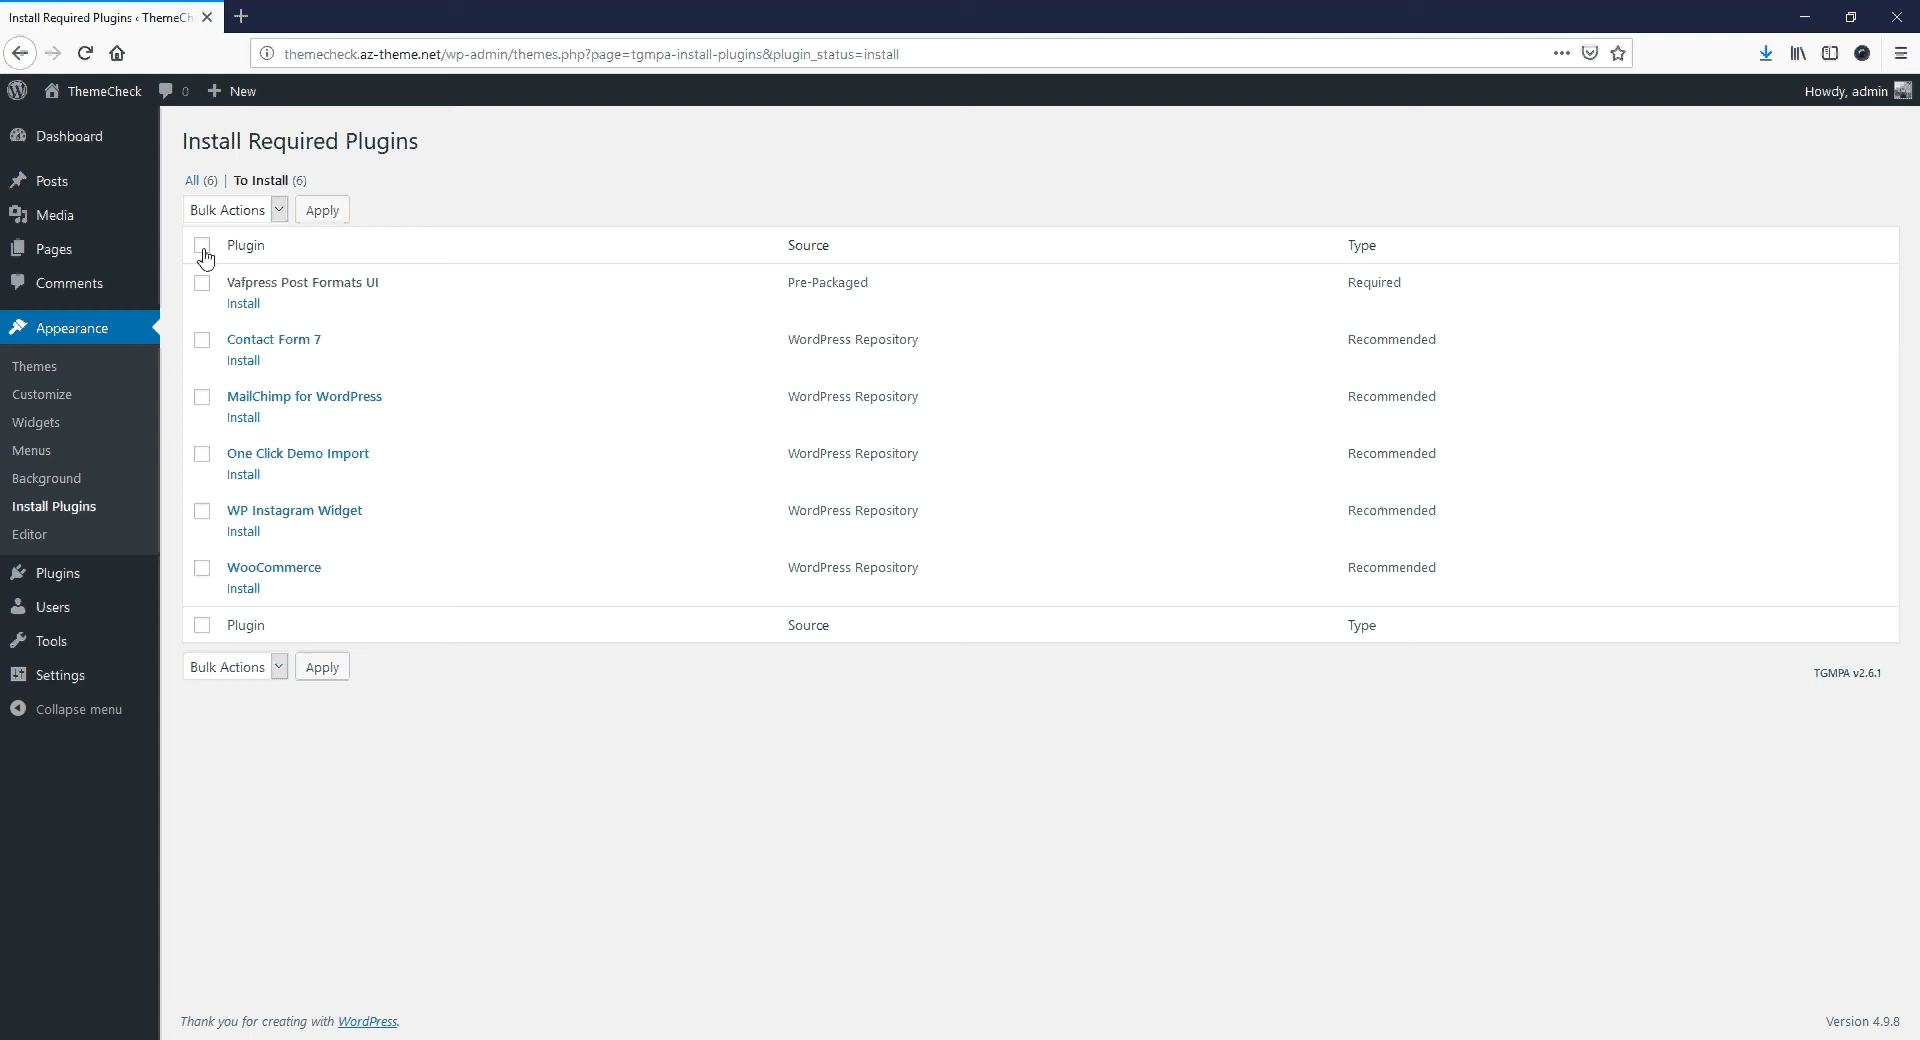 Install Required Plugins ‹ ThemeCh
themecheck.az-theme.net/wp-admin/themes.php?page=tgmpa-install-plugins&plugin_status=install
ThemeCheck 0 New Howdy, admin
Dashboard
Posts
Media
Pages
Comments
Appearance
Themes
Customize
Widgets
Menus
Background
Install Plugins
Editor
Plugins
Users
Tools
Settings
Collapse menu
Install Required Plugins
All (6) | To Install (6)
Bulk Actions Apply
Plugin Source Type
Vafpress Post Formats UI Pre-Packaged Required
Install
Contact Form 7 WordPress Repository Recommended
Install
MailChimp for WordPress WordPress Repository Recommended
Install
One Click Demo Import WordPress Repository Recommended
Install
WP Instagram Widget WordPress Repository Recommended
Install
WooCommerce WordPress Repository Recommended
Install
Plugin Source Type
Bulk Actions Apply
TGMPA v2.6.1
Thank you for creating with WordPress. Version 4.9.8